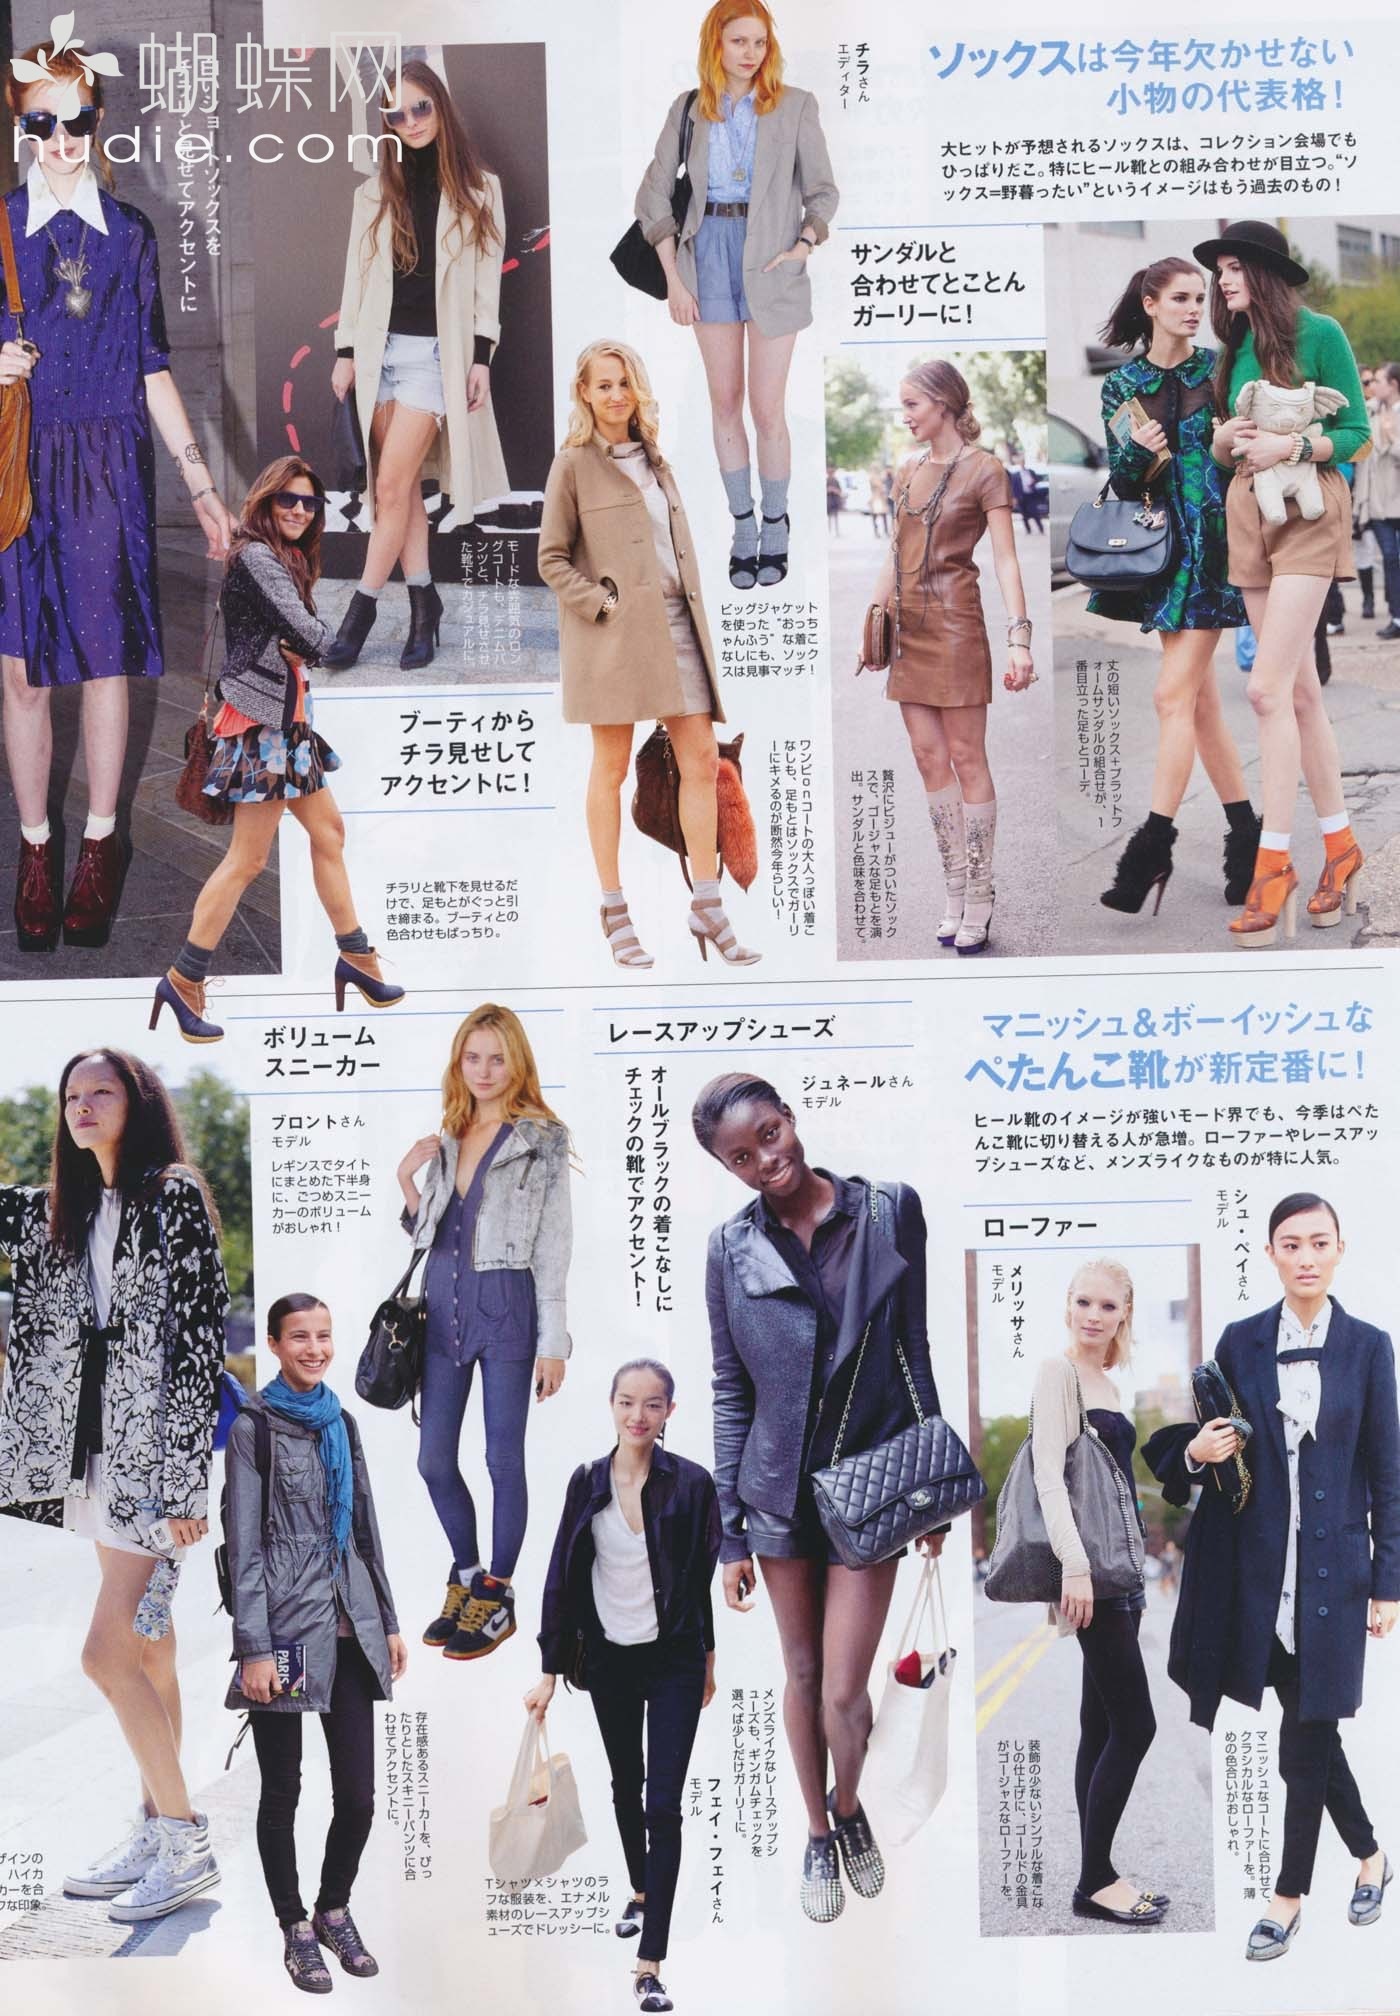 蝴蝶网
hudie.com
見せてアクセントに
チラさん
エディター
ソックスは今年欠かせない
小物の代表格！
大ヒットが予想されるソックスは、コレクション会場でも
ひっぱりだこ。特にヒール靴との組み合わせが目立つ。“ソ
ックス＝野暮ったい”というイメージはもう過去のもの！
サンダルと
合わせてとことん
ガーリーに！
モードな雰囲気のロン
グコートも、デニムパ
ンツと、チラ見せさせ
た靴下でカジュアルに。
ビッグジャケット
を使った“おっち
ゃんふう”な着こ
なしにも、ソック
スは見事マッチ！
ブーティから
チラ見せして
アクセントに！
チラリと靴下を見せるだ
けで、足もとがぐっと引
き締まる。ブーティとの
色合わせもばっちり。
ワンピonコートの大人っぽい着こ
なしも、足もとはソックスでガーリ
ーにキメるのが断然今年らしい！
贅沢にビジューがついたソック
スで、ゴージャスな足もとを演
出。サンダルと色味を合わせて。
丈の短いソックス＋プラットフ
ォームサンダルの組合せが、1
番目立った足もとコーデ。
ボリューム
スニーカー
ブロントさん
モデル
レギンスでタイト
にまとめた下半身
に、ごつめスニー
カーのボリューム
がおしゃれ！
レースアップシューズ
オールブラックの着こなしに
チェックの靴でアクセント！
ジュネールさん
モデル
マニッシュ＆ボーイッシュな
ぺたんこ靴が新定番に！
ヒール靴のイメージが強いモード界でも、今季はぺた
んこ靴に切り替える人が急増。ローファーやレースアッ
プシューズなど、メンズライクなものが特に人気。
ローファー
メリッサさん
モデル
シュ・ペイさん
モデル
PARIS
存在感あるスニーカーを、ぴっ
たりとしたスキニーパンツに合
わせてアクセントに。
Tシャツ×シャツのラ
フな服装を、エナメル
素材のレースアップシ
ューズでドレッシーに。
フェイ・フェイさん
モデル
メンズライクなレースアップシ
ューズも、ギンガムチェックを
選べば少しだけガーリーに。
装飾の少ないシンプルな着こな
しの仕上げに、ゴールドの金具
がゴージャスなローファーを。
マニッシュなコートに合わせて、
クラシカルなローファーを。薄
めの色合いがおしゃれ。
ザインの
ハイカ
カーを合
フな印象。